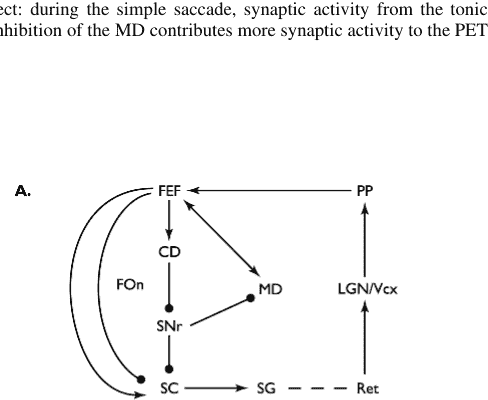 ect: during the simple saccade, synaptic activity from the tonic
nhibition of the MD contributes more synaptic activity to the PET
A.
FEF PP
CD
FOn MD LGN/Vcx
SNr
SC SG Ret